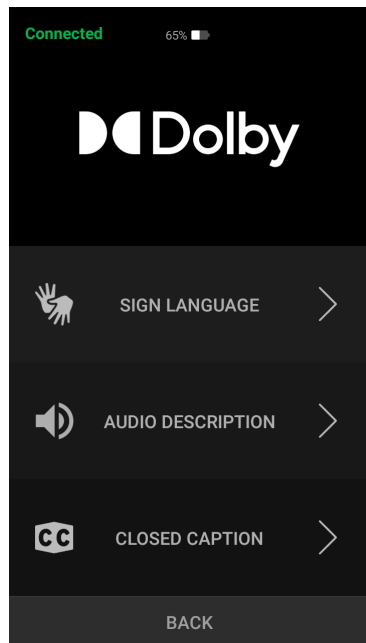 Connected 65%
Dolby
SIGN LANGUAGE
AUDIO DESCRIPTION
CC CLOSED CAPTION
BACK